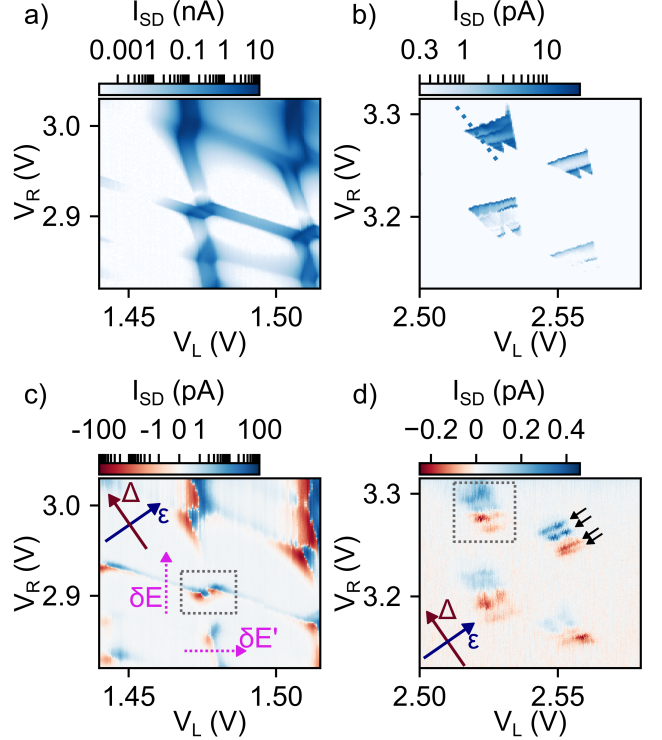 a)
I_SD (nA)
0.001 0.1 1 10
V_R (V)
3.0
2.9
1.45 1.50
V_L (V)
b)
I_SD (pA)
0.3 1 10
V_R (V)
3.3
3.2
2.50 2.55
V_L (V)
c)
I_SD (pA)
-100 -1 0 1 100
V_R (V)
3.0
2.9
Δ
ε
δE
δE'
1.45 1.50
V_L (V)
d)
I_SD (pA)
-0.2 0.2 0.4
V_R (V)
3.3
3.2
Δ
ε
2.50 2.55
V_L (V)